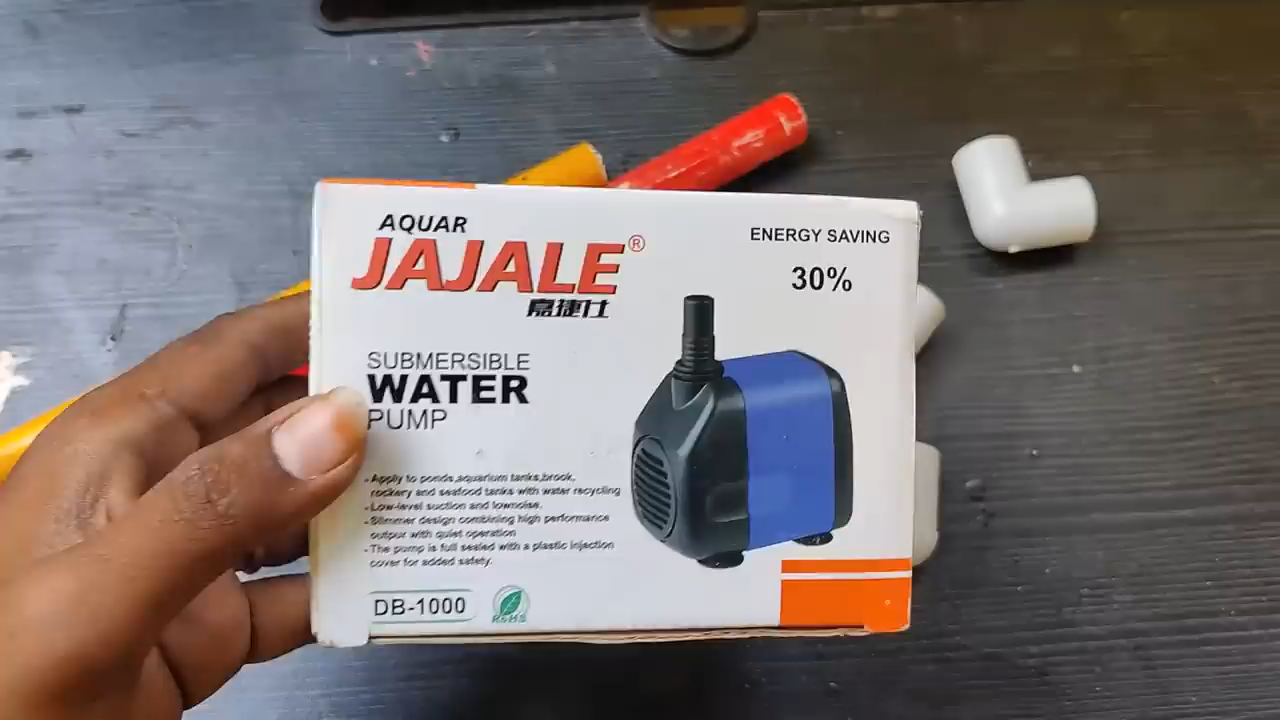 AQUAR
JAJALE®
嘉捷仕
ENERGY SAVING
30%
SUBMERSIBLE
WATER
PUMP
- Apply to ponds,aquarium tanks,brook,
rockery and seafood tanks with water recycling
- Low-level suction and lownoise.
- Slimmer design combining high performance
outpur with quiet operation
- The pump is full sealed with a plastic injection
cover for added safety.
DB-1000
RoHS